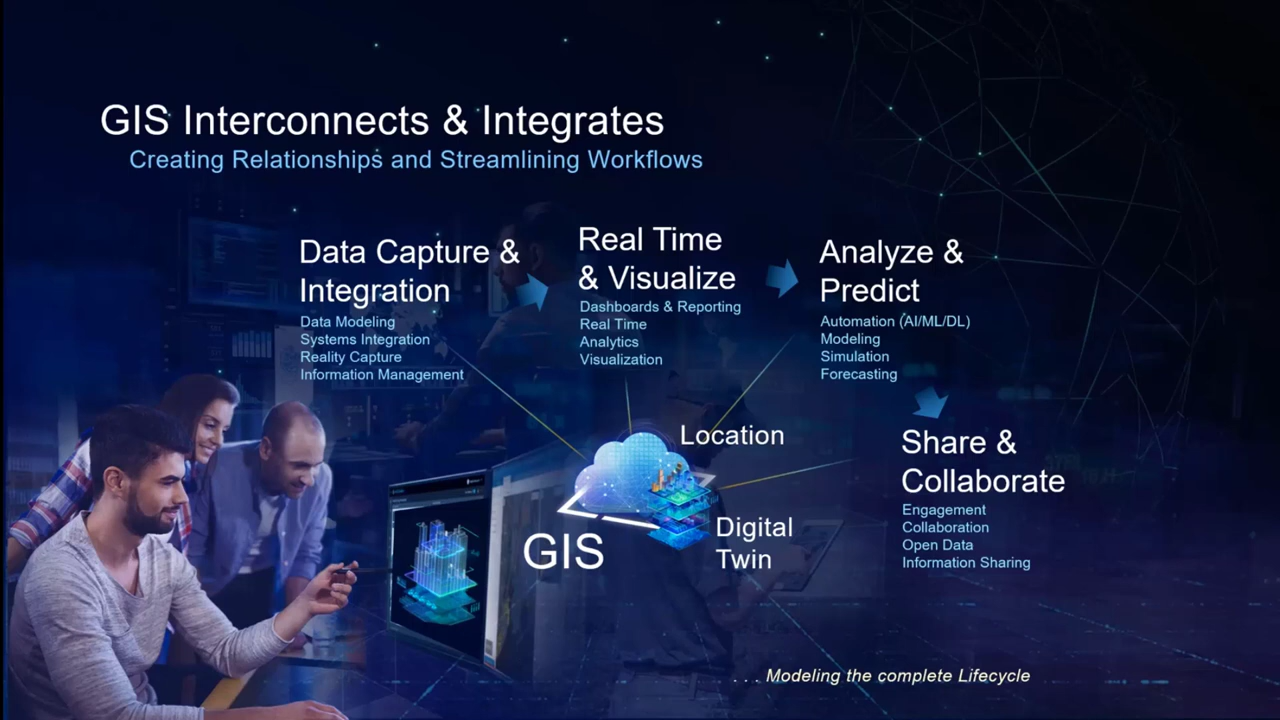 GIS Interconnects & Integrates
Creating Relationships and Streamlining Workflows
Data Capture &
Integration
Data Modeling
Systems Integration
Reality Capture
Information Management
Real Time
& Visualize
Dashboards & Reporting
Real Time
Analytics
Visualization
Analyze &
Predict
Automation (AI/ML/DL)
Modeling
Simulation
Forecasting
Share &
Collaborate
Engagement
Collaboration
Open Data
Information Sharing
Location
GIS
Digital
Twin
. . . Modeling the complete Lifecycle